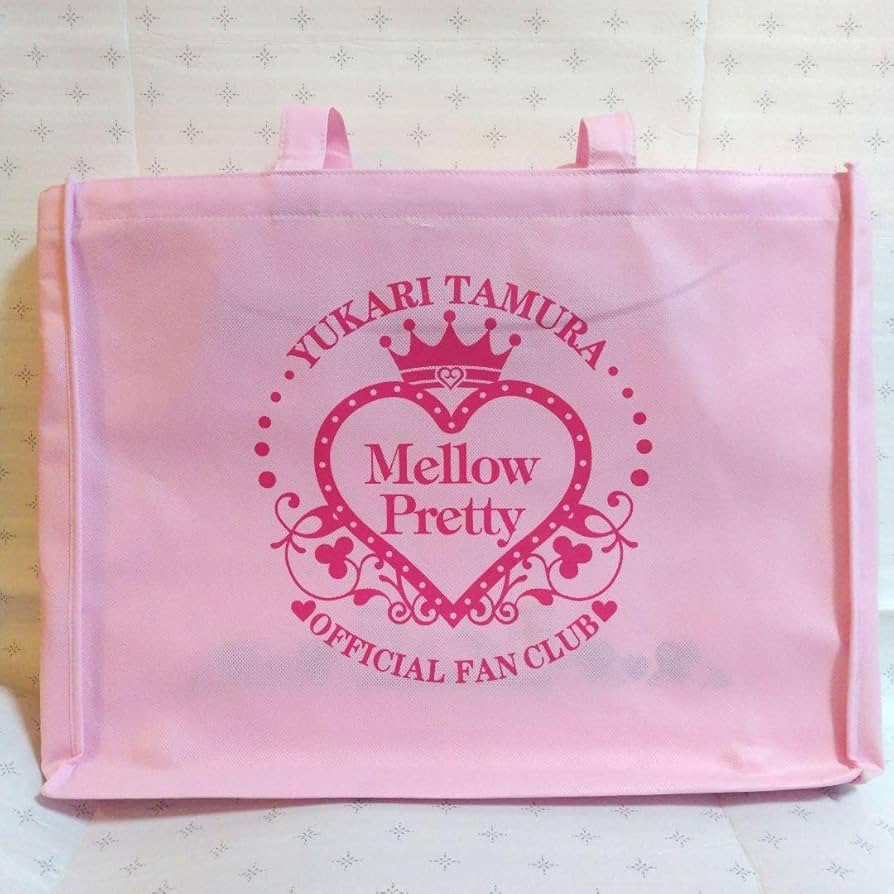 YUKARI TAMURA
Mellow
Pretty
OFFICIAL FAN CLUB